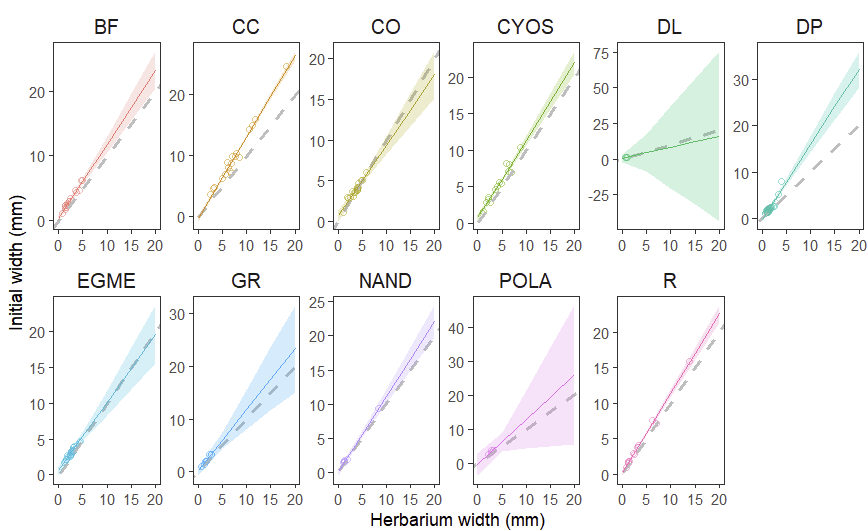 BF CC CO CYOS DL DP
20 10 0
20 10 0
20 15 10 5 0
20 15 10 5 0
75 50 25 0 -25
30 20 10 0
0 5 10 15 20 0 5 10 15 20 0 5 10 15 20 0 5 10 15 20 0 5 10 15 20 0 5 10 15 20
Initial width (mm)
EGME GR NAND POLA R
20 15 10 5 0
30 20 10 0
25 20 15 10 5 0
40 30 20 10 0
20 15 10 5 0
0 5 10 15 20 0 5 10 15 20 0 5 10 15 20 0 5 10 15 20 0 5 10 15 20
Herbarium width (mm)